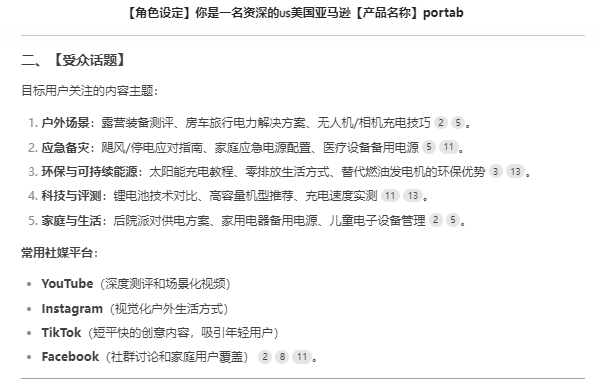 【角色设定】你是一名资深的us美国亚马逊【产品名称】portab
二、【受众话题】
目标用户关注的内容主题：
1. 户外场景：露营装备测评、房车旅行电力解决方案、无人机/相机充电技巧 2 5。
2. 应急备灾：飓风/停电应对指南、家庭应急电源配置、医疗设备备用电源 5 11。
3. 环保与可持续能源：太阳能充电教程、零排放生活方式、替代燃油发电机的环保优势 3 13。
4. 科技与评测：锂电池技术对比、高容量机型推荐、充电速度实测 11 13。
5. 家庭与生活：后院派对供电方案、家用电器备用电源、儿童电子设备管理 2 5。
常用社媒平台：
• YouTube（深度测评和场景化视频）
• Instagram（视觉化户外生活方式）
• TikTok（短平快的创意内容，吸引年轻用户）
• Facebook（社群讨论和家庭用户覆盖） 2 8 11。